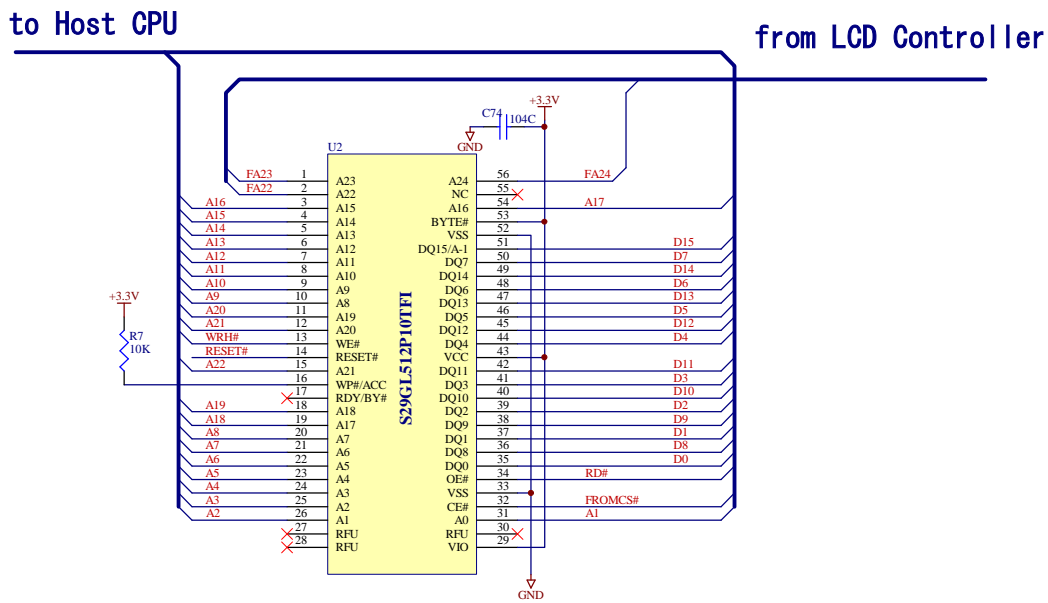 to Host CPU
from LCD Controller
+3.3V
C74
104C
GND
U2
FA23 1 A23 A24 56 FA24
FA22 2 A22 NC 55
A16 3 A15 A16 54 A17
A15 4 A14 BYTE# 53
A14 5 A13 VSS 52
A13 6 A12 DQ15/A-1 51 D15
A12 7 A11 DQ7 50 D7
A11 8 A10 DQ14 49 D14
A10 9 A9 DQ6 48 D6
A9 10 A8 DQ13 47 D13
A20 11 A19 DQ5 46 D5
A21 12 A20 DQ12 45 D12
WRH# 13 WE# DQ4 44 D4
RESET# 14 RESET# VCC 43
A22 15 A21 DQ11 42 D11
16 WP#/ACC DQ3 41 D3
17 RDY/BY# DQ10 40 D10
A19 18 A18 DQ2 39 D2
A18 19 A17 DQ9 38 D9
A8 20 A7 DQ1 37 D1
A7 21 A6 DQ8 36 D8
A6 22 A5 DQ0 35 D0
A5 23 A4 OE# 34 RD#
A4 24 A3 VSS 33
A3 25 A2 CE# 32 FROMCS#
A2 26 A1 A0 31 A1
27 RFU RFU 30
28 RFU VIO 29
+3.3V
R7
10K
S29GL512P10TFI
GND